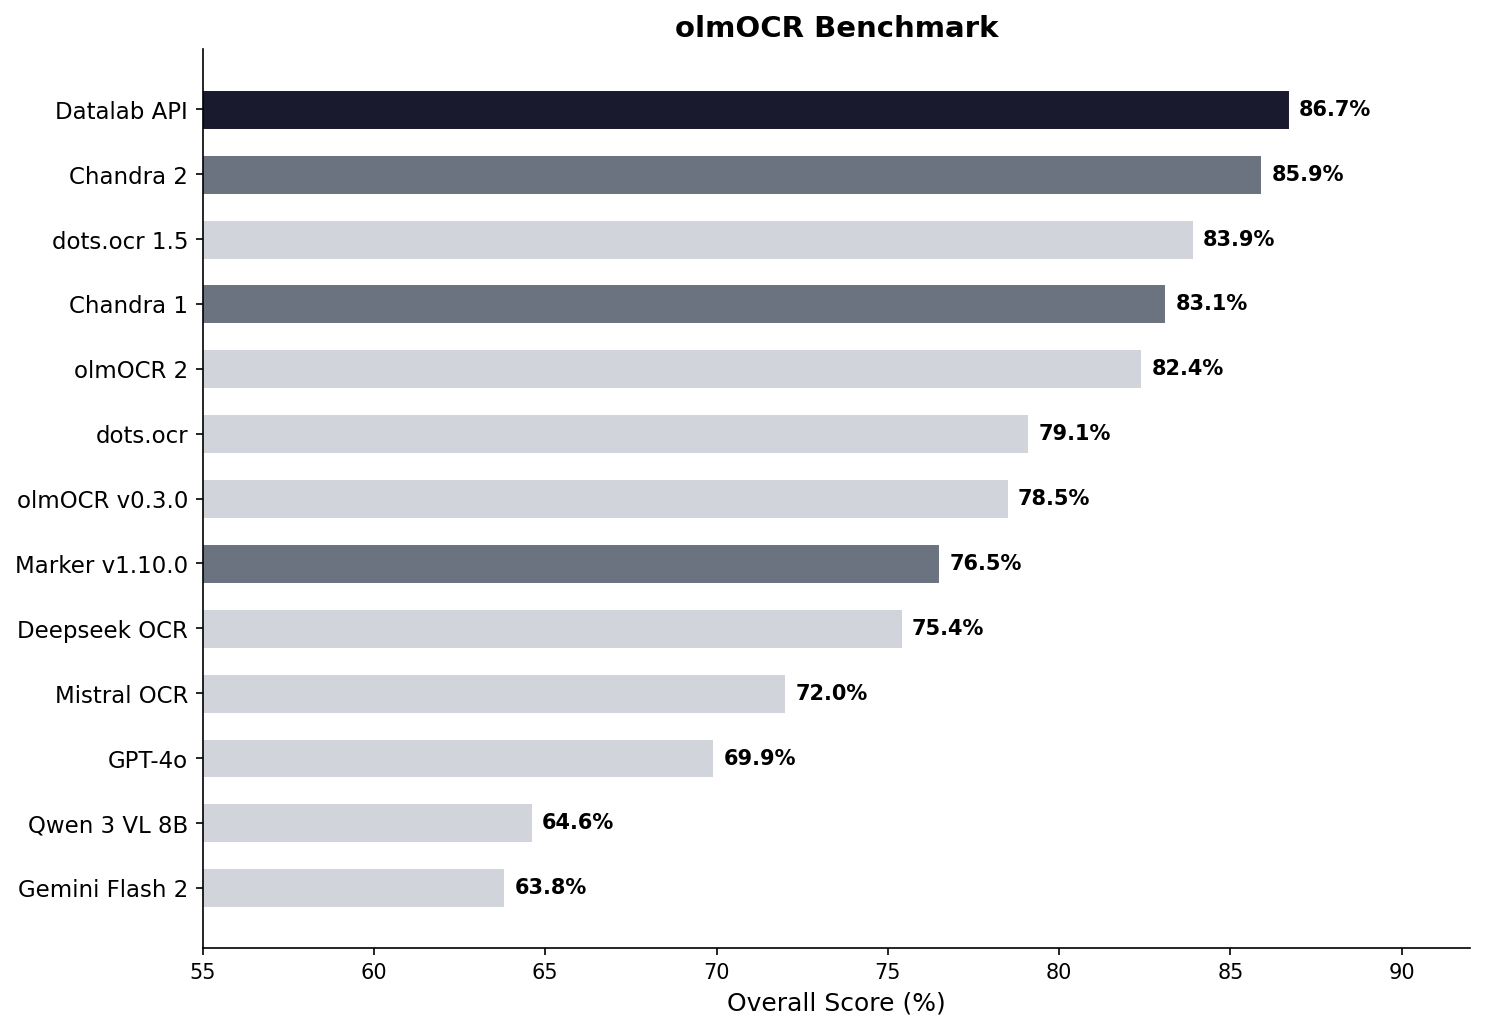 olmOCR Benchmark
Datalab API 86.7%
Chandra 2 85.9%
dots.ocr 1.5 83.9%
Chandra 1 83.1%
olmOCR 2 82.4%
dots.ocr 79.1%
olmOCR v0.3.0 78.5%
Marker v1.10.0 76.5%
Deepseek OCR 75.4%
Mistral OCR 72.0%
GPT-4o 69.9%
Qwen 3 VL 8B 64.6%
Gemini Flash 2 63.8%
55 60 65 70 75 80 85 90
Overall Score (%)